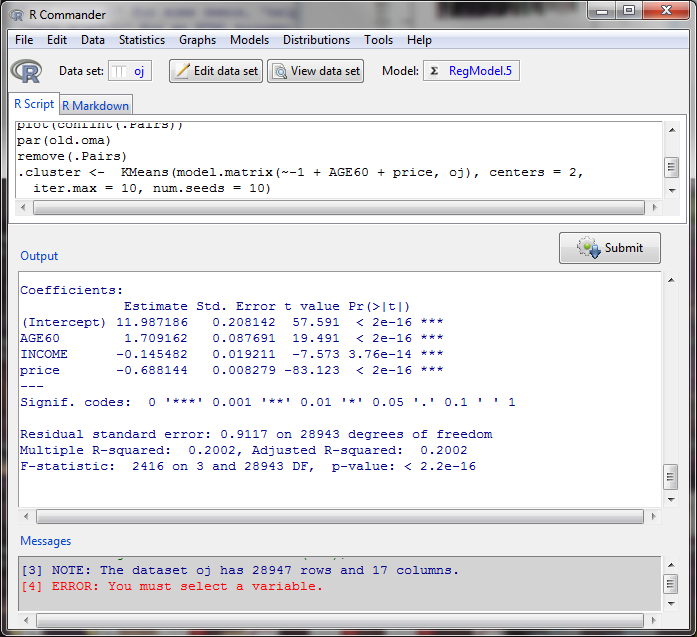 R Commander
File Edit Data Statistics Graphs Models Distributions Tools Help
R Data set: oj Edit data set View data set Model: Σ RegModel.5
R Script R Markdown
plot(confint(.Pairs))
par(old.oma)
remove(.Pairs)
.cluster <-  KMeans(model.matrix(~-1 + AGE60 + price, oj), centers = 2,
  iter.max = 10, num.seeds = 10)
Submit
Output
Coefficients:
             Estimate Std. Error t value Pr(>|t|)
(Intercept) 11.987186   0.208142  57.591  < 2e-16 ***
AGE60        1.709162   0.087691  19.491  < 2e-16 ***
INCOME      -0.145482   0.019211  -7.573 3.76e-14 ***
price       -0.688144   0.008279 -83.123  < 2e-16 ***
---
Signif. codes:  0 '***' 0.001 '**' 0.01 '*' 0.05 '.' 0.1 ' ' 1
Residual standard error: 0.9117 on 28943 degrees of freedom
Multiple R-squared:  0.2002, Adjusted R-squared:  0.2002
F-statistic:  2416 on 3 and 28943 DF,  p-value: < 2.2e-16
Messages
[3] NOTE: The dataset oj has 28947 rows and 17 columns.
[4] ERROR: You must select a variable.